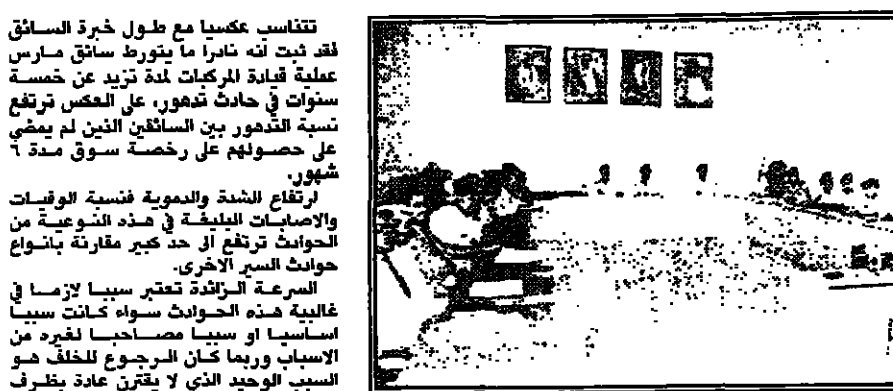 تتناسب عكسيا مع طول خبرة السائق
فقد ثبت انه نادرا ما يتورط سائق مارس
عملية قيادة المركبات لمدة تزيد عن خمسة
سنوات في حادث تدهور، على العكس ترتفع
نسبة التدهور بين السائقين الذين لم يمضي
على حصولهم على رخصة سوق مدة ٦
شهور.
ارتفاع الشدة والدموية فنسبة الوفيات
والاصابات البليغة في هذه النوعية من
الحوادث ترتفع الى حد كبير مقارنة بانواع
حوادث السير الاخرى.
السرعة الزائدة تعتبر سببا لازما في
غالبية هذه الحوادث سواء كانت سببا
اساسيا او سببا مصاحبا لغيره من
الاسباب وربما كان الرجوع للخلف هو
السبب الوحيد الذي لا يقترن عادة بظرف